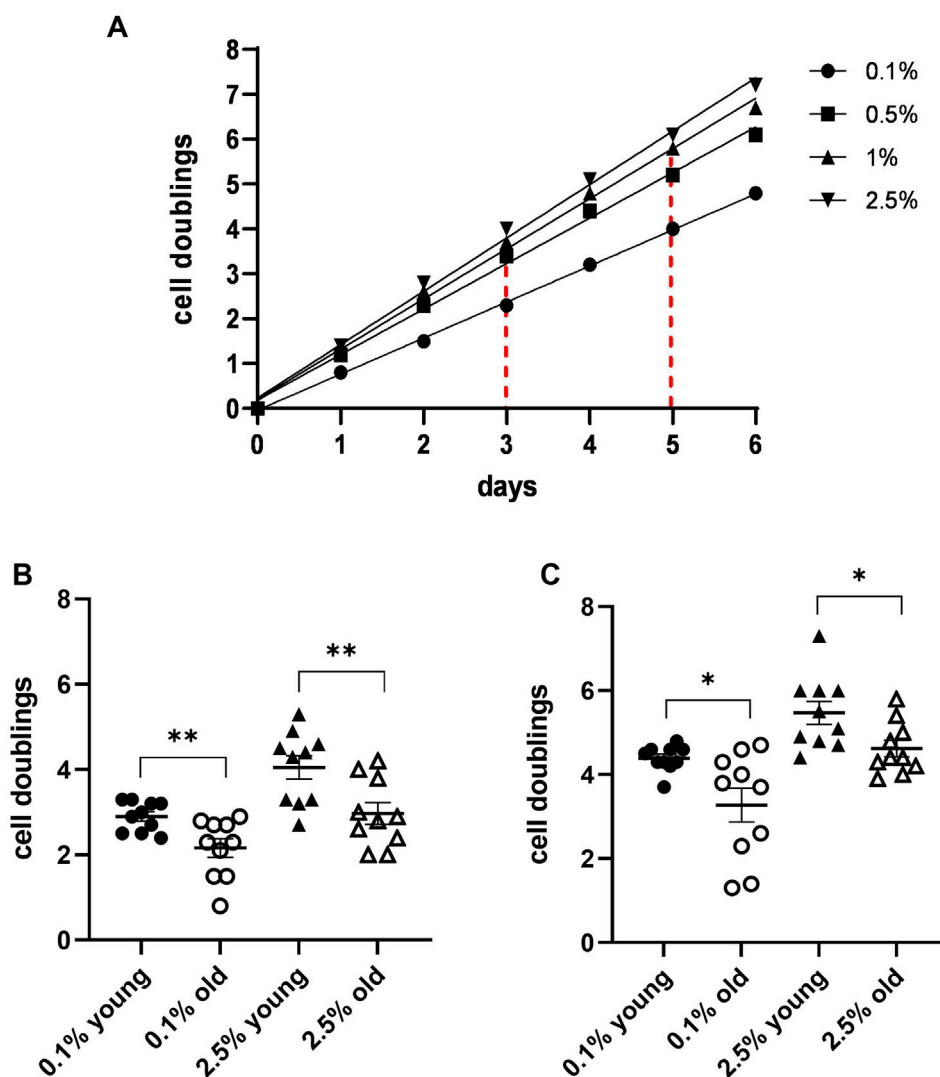 A
8
7
6
5
4
3
2
1
0
cell doublings
0 1 2 3 4 5 6
days
0.1%
0.5%
1%
2.5%
B
8
6
4
2
0
cell doublings
**
**
0.1% young
0.1% old
2.5% young
2.5% old
C
8
6
4
2
0
cell doublings
*
*
0.1% young
0.1% old
2.5% young
2.5% old